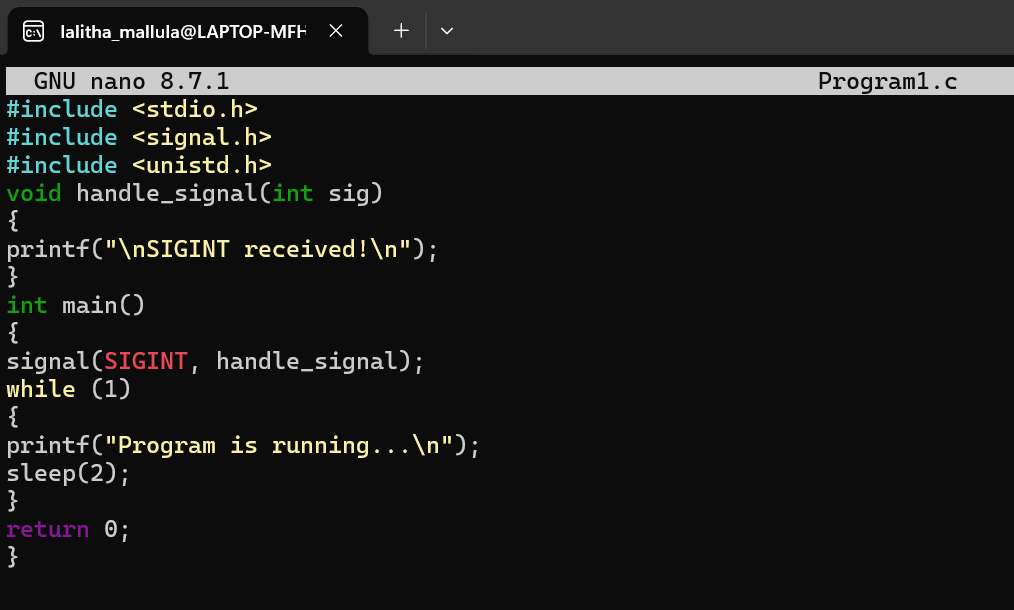 lalitha_mallula@LAPTOP-MFH
GNU nano 8.7.1 Program1.c
#include <stdio.h>
#include <signal.h>
#include <unistd.h>
void handle_signal(int sig)
{
printf("\nSIGINT received!\n");
}
int main()
{
signal(SIGINT, handle_signal);
while (1)
{
printf("Program is running...\n");
sleep(2);
}
return 0;
}